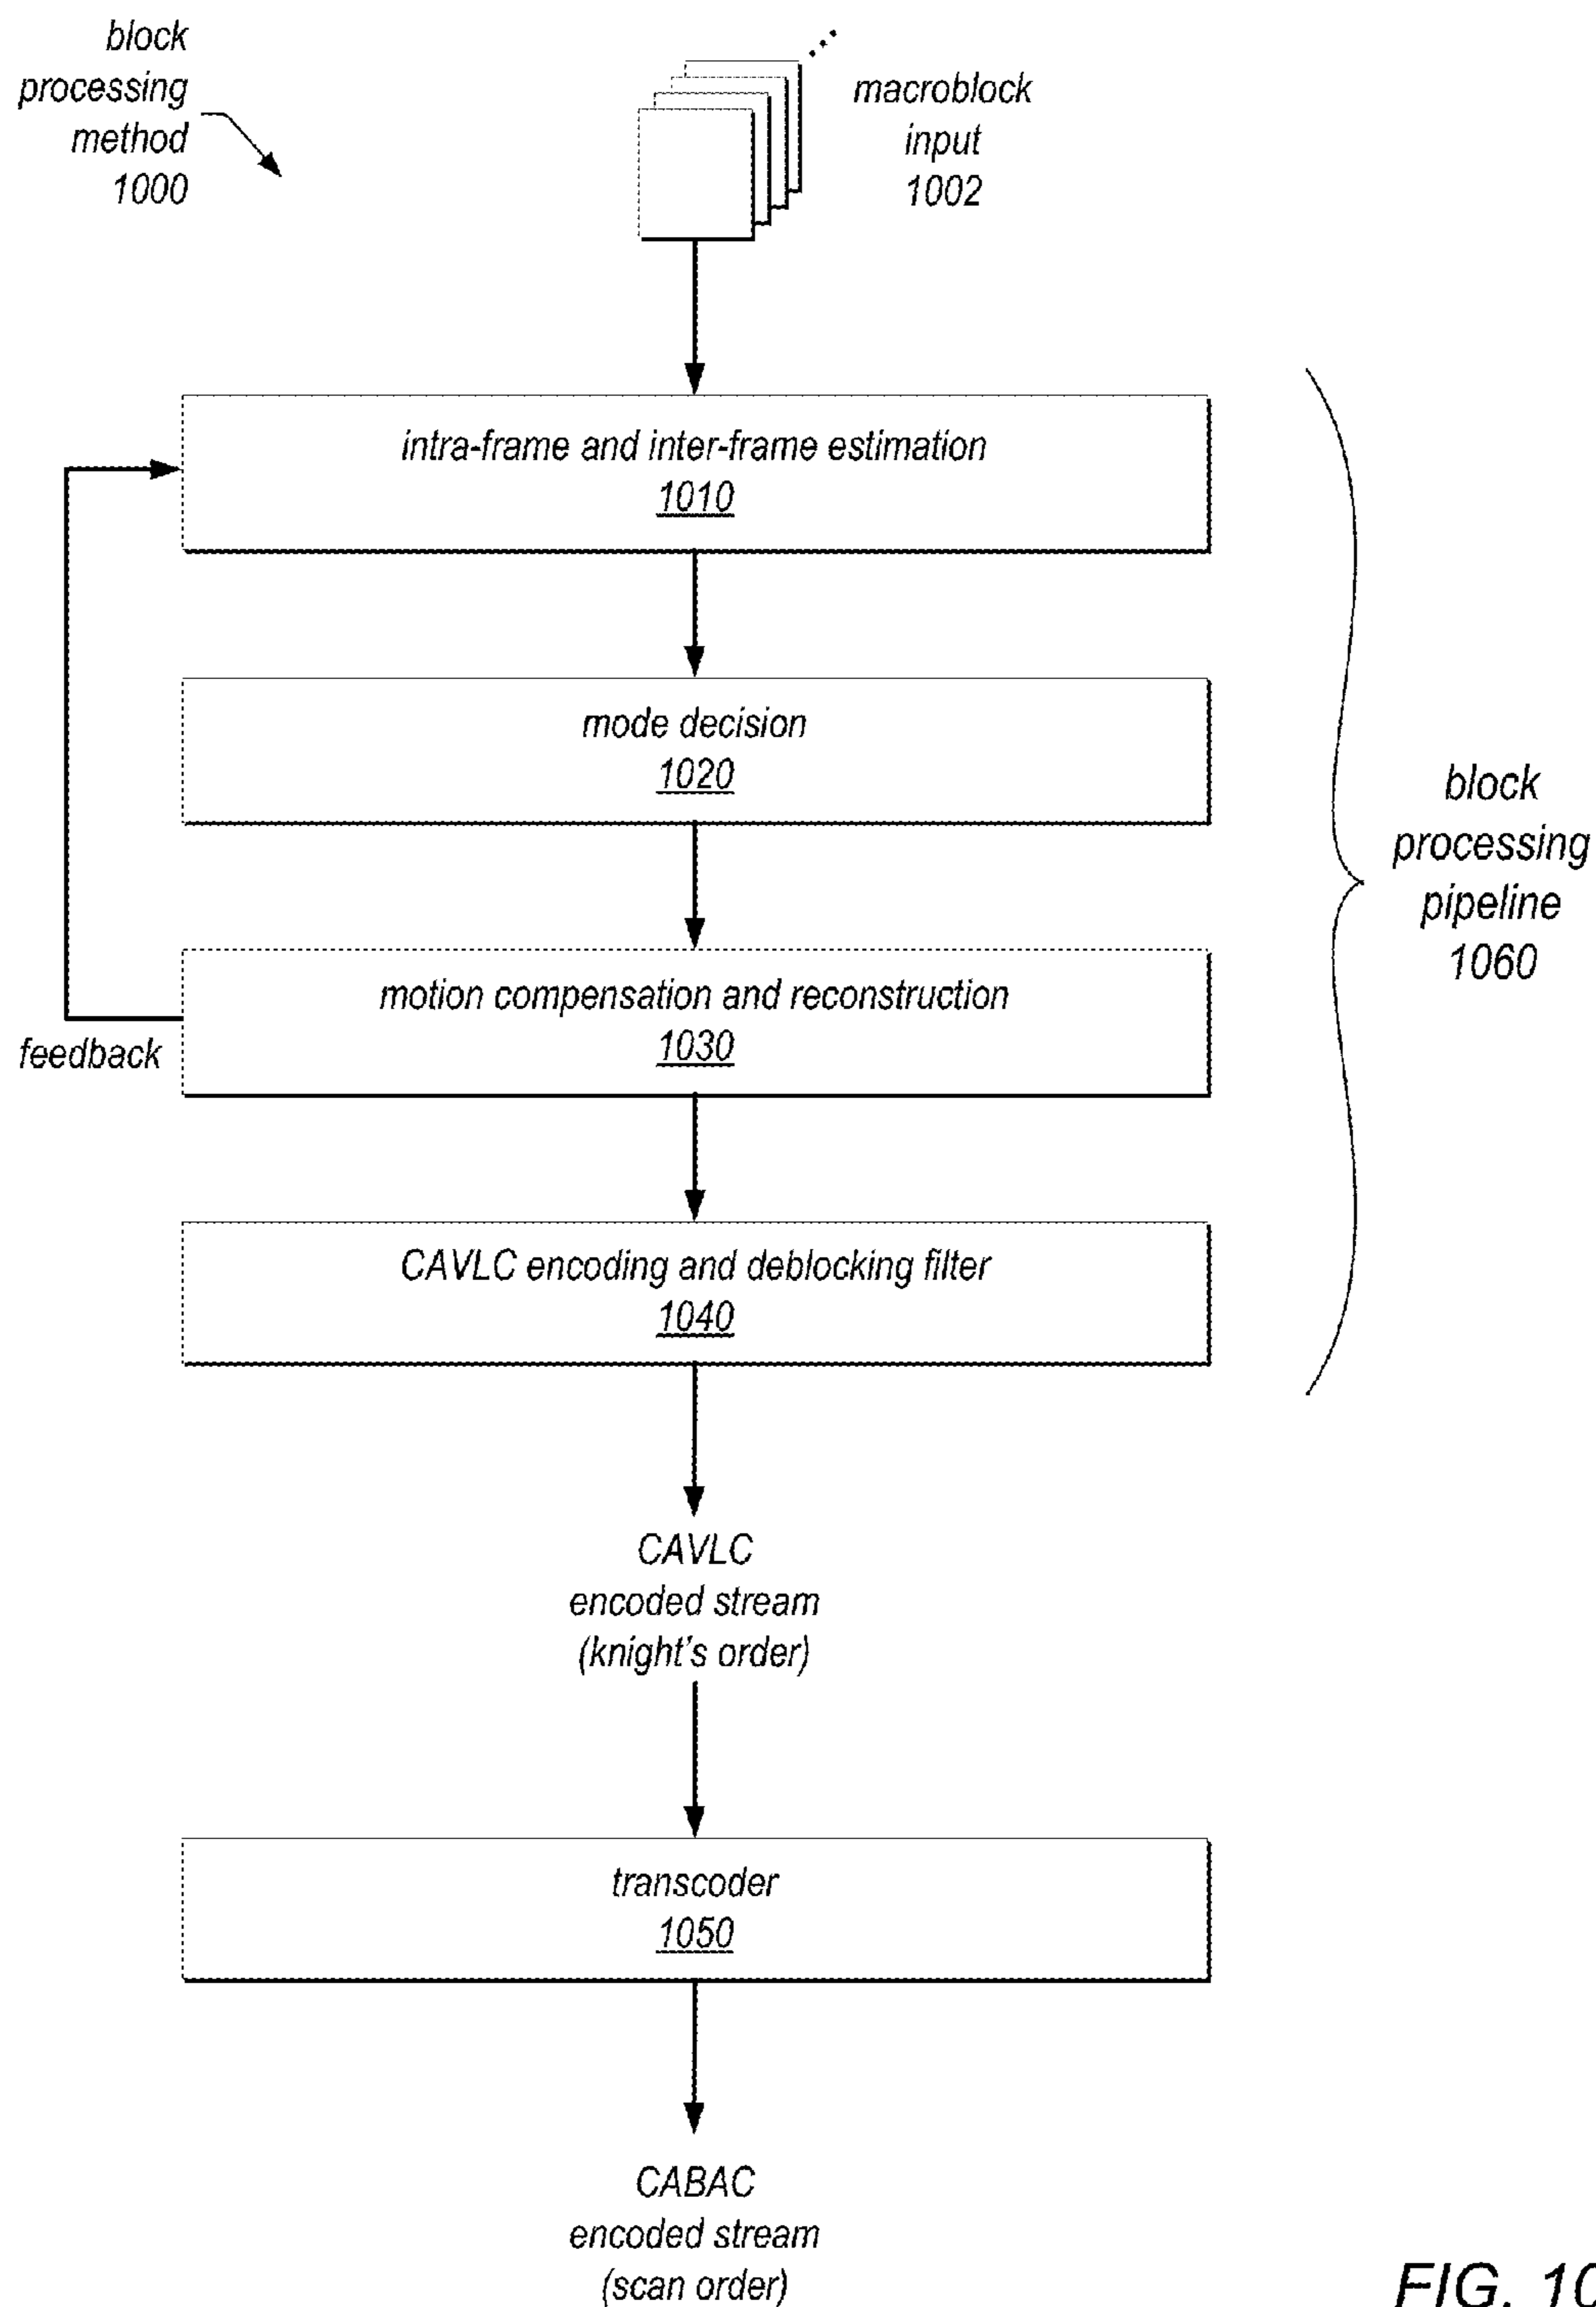 block
processing
method
1000
macroblock
input
1002
intra-frame and inter-frame estimation
1010
mode decision
1020
block
processing
pipeline
1060
motion compensation and reconstruction
1030
feedback
CAVLC encoding and deblocking filter
1040
CAVLC
encoded stream
(knight's order)
transcoder
1050
CABAC
encoded stream
(scan order)
FIG. 10